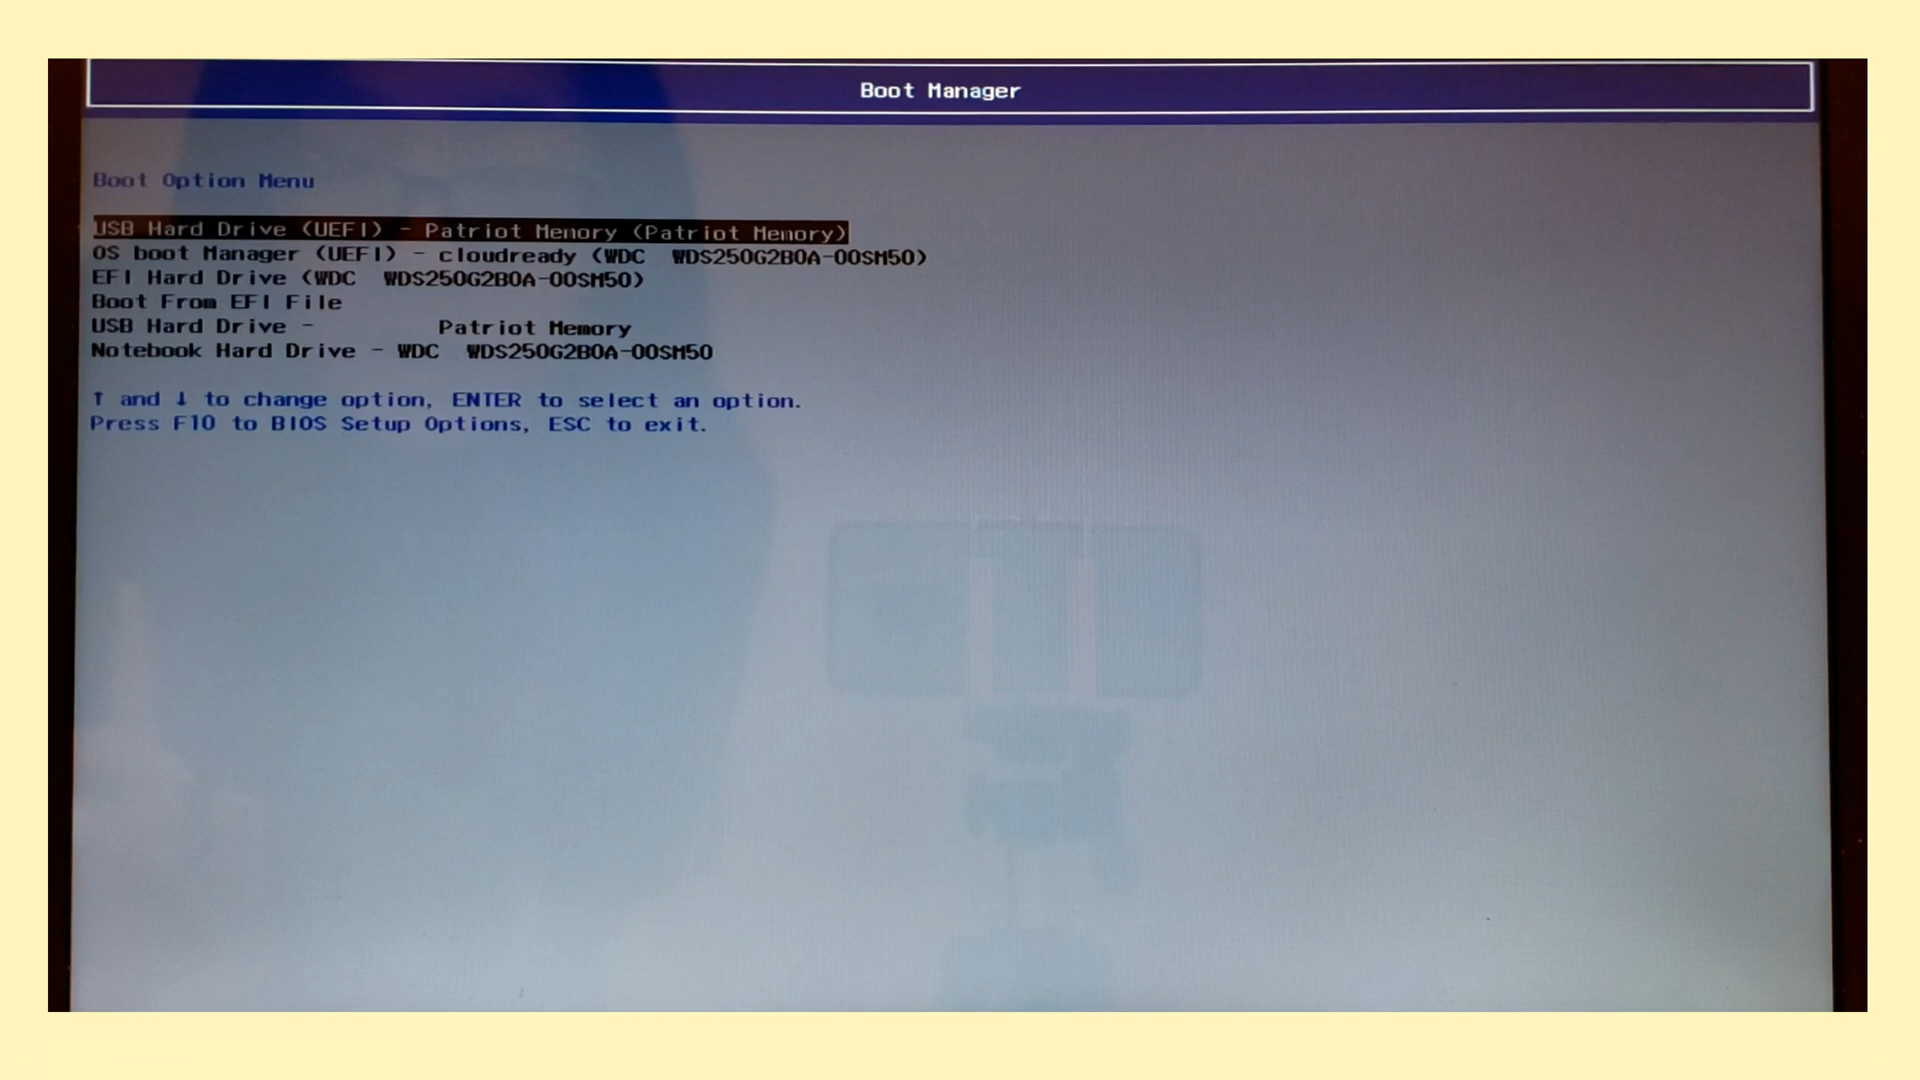 Boot Manager
Boot Option Menu
USB Hard Drive (UEFI) - Patriot Memory (Patriot Memory)
OS boot Manager (UEFI) - cloudready (WDC  WDS250G2B0A-00SM50)
EFI Hard Drive (WDC  WDS250G2B0A-00SM50)
Boot From EFI File
USB Hard Drive -         Patriot Memory
Notebook Hard Drive - WDC  WDS250G2B0A-00SM50
↑ and ↓ to change option, ENTER to select an option.
Press F10 to BIOS Setup Options, ESC to exit.